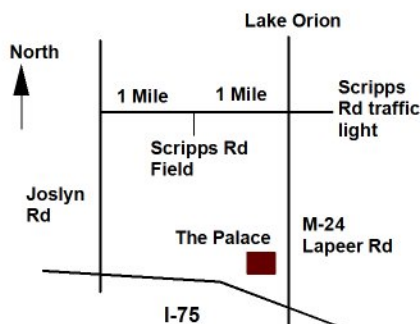 Lake Orion
North
1 Mile
1 Mile
Scripps
Rd traffic
light
Scripps Rd
Field
Joslyn
Rd
The Palace
M-24
Lapeer Rd
I-75